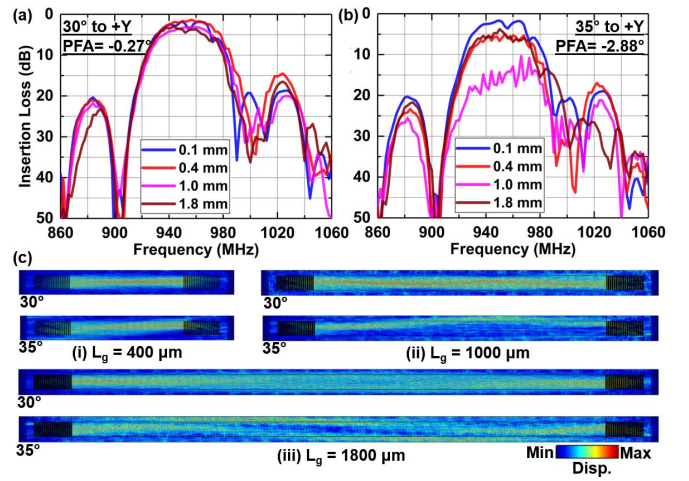 (a)
30° to +Y
PFA= -0.27°
0
5
10
20
30
40
50
Insertion Loss (dB)
0.1 mm
0.4 mm
1.0 mm
1.8 mm
860 900 940 980 1020 1060
Frequency (MHz)
(b)
35° to +Y
PFA= -2.88°
0
5
10
20
30
40
50
0.1 mm
0.4 mm
1.0 mm
1.8 mm
860 900 940 980 1020 1060
Frequency (MHz)
(c)
30°
35°
(i) Lg = 400 μm
(ii) Lg = 1000 μm
30°
35°
(iii) Lg = 1800 μm
Min Max
Disp.